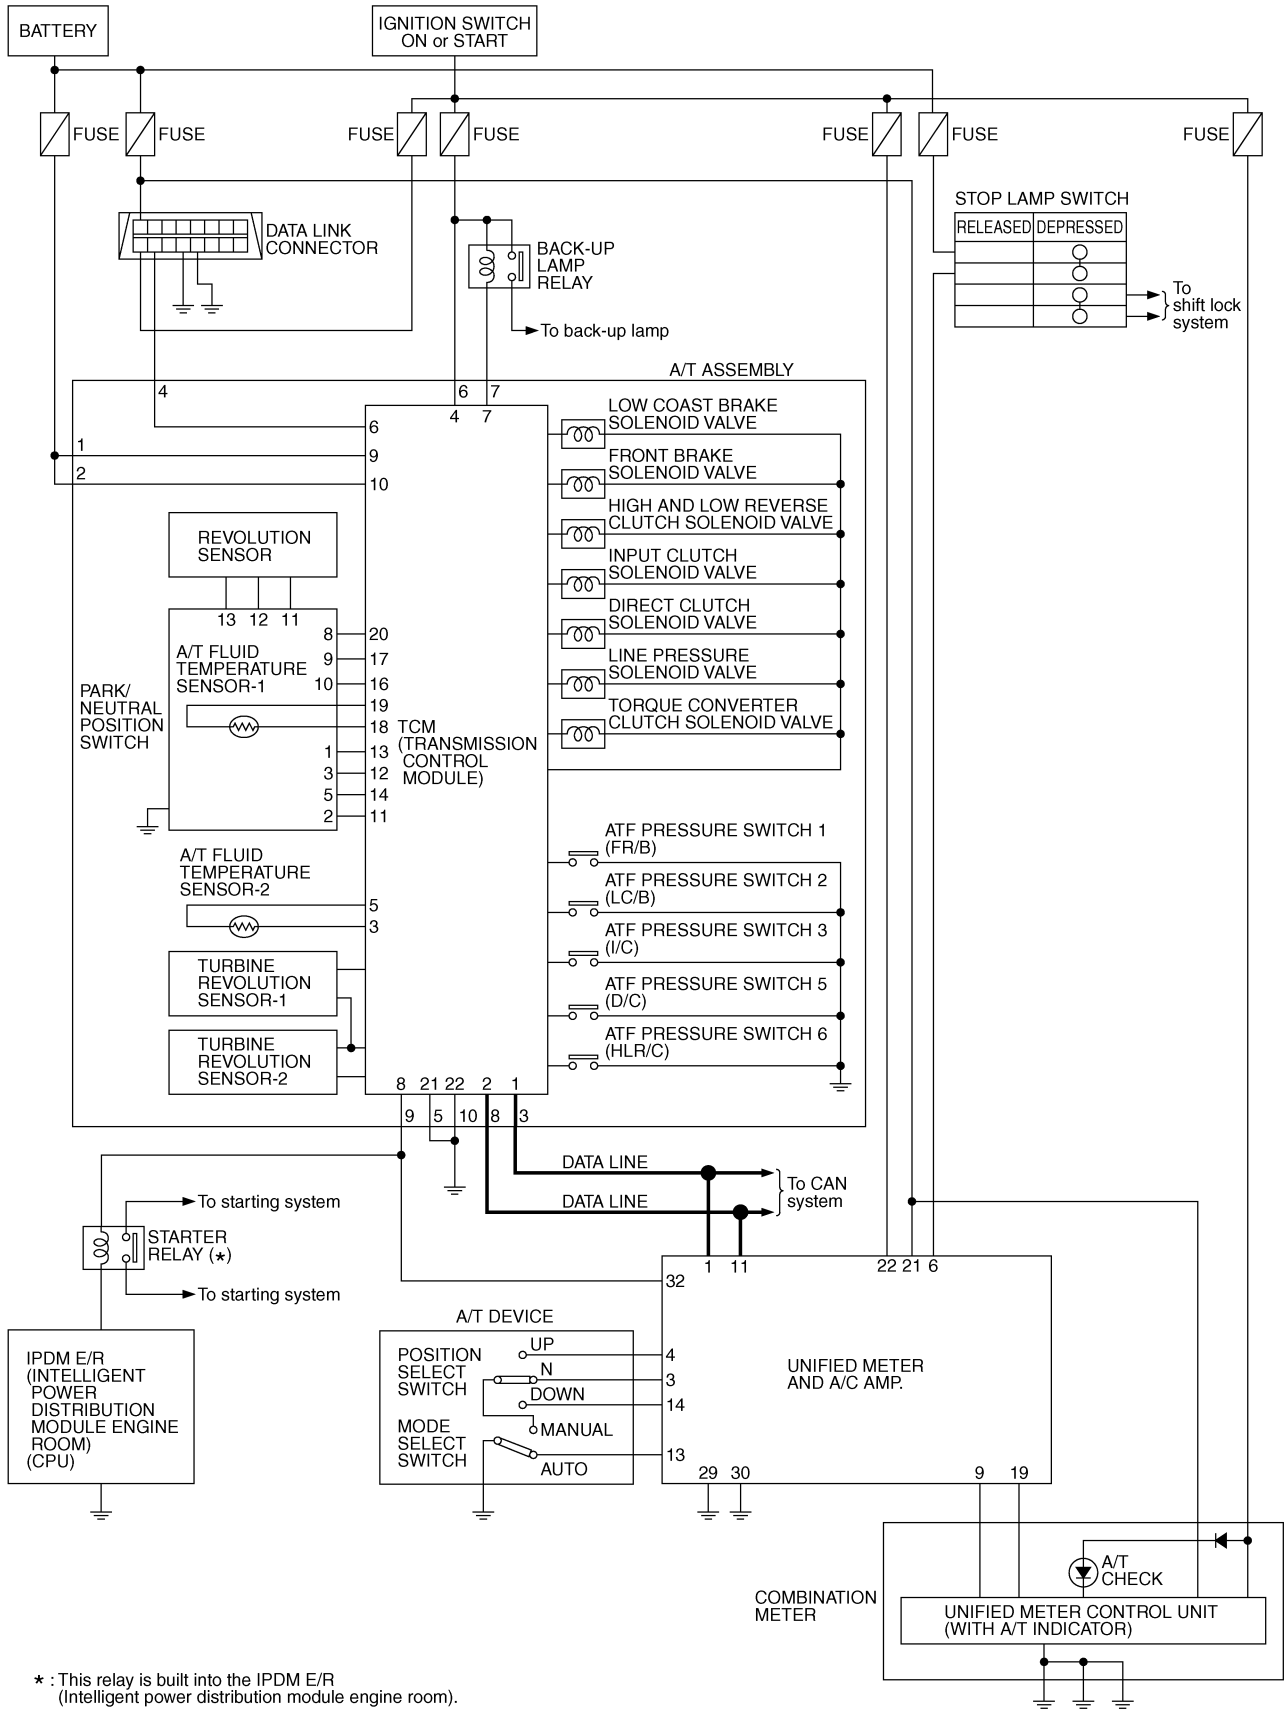 BATTERY
IGNITION SWITCH
ON or START
FUSE
FUSE
FUSE
FUSE
FUSE
FUSE
FUSE
STOP LAMP SWITCH
RELEASED
DEPRESSED
To
shift lock
system
DATA LINK
CONNECTOR
BACK-UP
LAMP
RELAY
To back-up lamp
A/T ASSEMBLY
4
6
7
4
7
1
2
6
9
10
LOW COAST BRAKE
SOLENOID VALVE
FRONT BRAKE
SOLENOID VALVE
HIGH AND LOW REVERSE
CLUTCH SOLENOID VALVE
INPUT CLUTCH
SOLENOID VALVE
DIRECT CLUTCH
SOLENOID VALVE
LINE PRESSURE
SOLENOID VALVE
TORQUE CONVERTER
CLUTCH SOLENOID VALVE
REVOLUTION
SENSOR
13
12
11
A/T FLUID
TEMPERATURE
SENSOR-1
PARK/
NEUTRAL
POSITION
SWITCH
8
20
9
17
10
16
19
18
1
13
3
12
5
14
2
11
TCM
(TRANSMISSION
CONTROL
MODULE)
A/T FLUID
TEMPERATURE
SENSOR-2
5
3
TURBINE
REVOLUTION
SENSOR-1
TURBINE
REVOLUTION
SENSOR-2
ATF PRESSURE SWITCH 1
(FR/B)
ATF PRESSURE SWITCH 2
(LC/B)
ATF PRESSURE SWITCH 3
(I/C)
ATF PRESSURE SWITCH 5
(D/C)
ATF PRESSURE SWITCH 6
(HLR/C)
8
21
22
2
1
9
5
10
8
3
DATA LINE
DATA LINE
To CAN
system
To starting system
STARTER
RELAY (*)
To starting system
IPDM E/R
(INTELLIGENT
POWER
DISTRIBUTION
MODULE ENGINE
ROOM)
(CPU)
A/T DEVICE
POSITION
SELECT
SWITCH
UP
N
DOWN
MODE
SELECT
SWITCH
MANUAL
AUTO
1
11
22
21
6
32
4
3
14
13
29
30
9
19
UNIFIED METER
AND A/C AMP.
COMBINATION
METER
A/T
CHECK
UNIFIED METER CONTROL UNIT
(WITH A/T INDICATOR)
* : This relay is built into the IPDM E/R
(Intelligent power distribution module engine room).